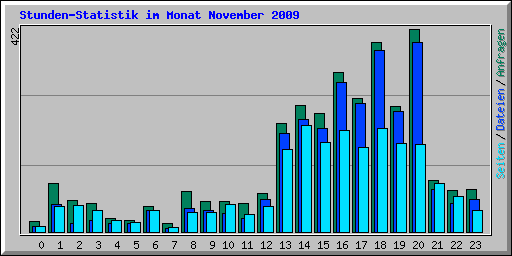 Stunden-Statistik im Monat November 2009
422
Seiten/Dateien/Anfragen
0 1 2 3 4 5 6 7 8 9 10 11 12 13 14 15 16 17 18 19 20 21 22 23